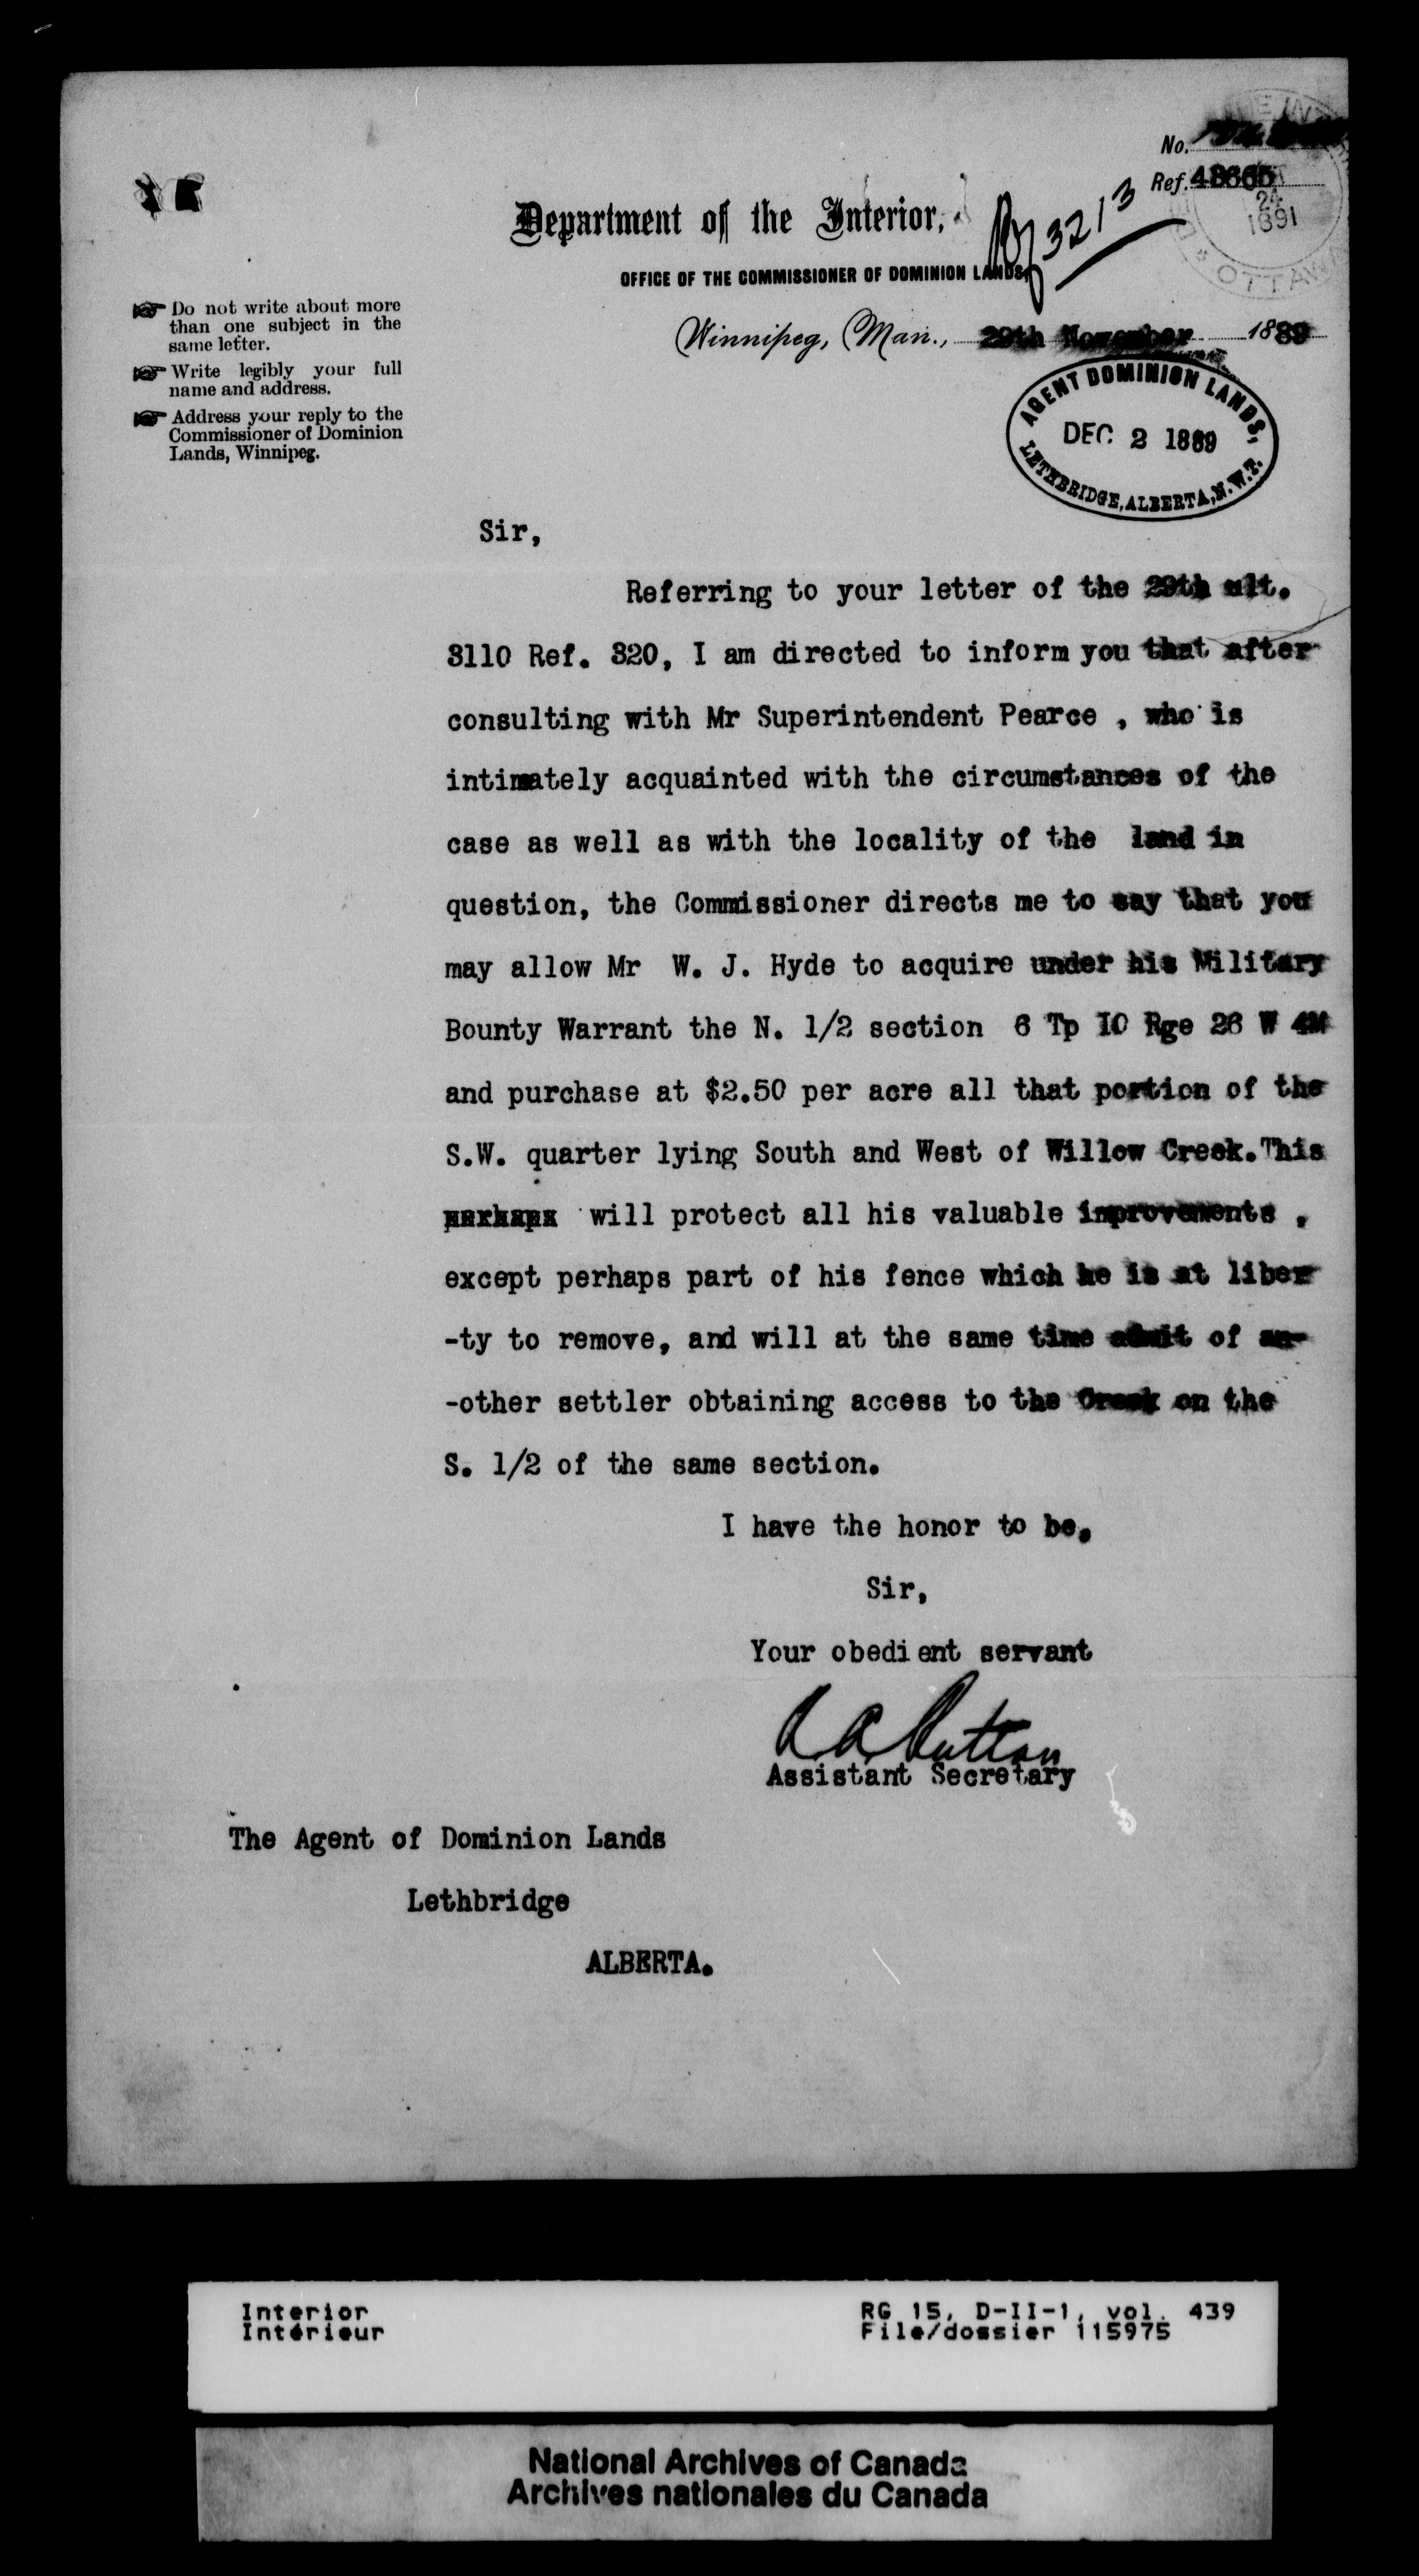 No.
Ref. 48665
Department of the Interior,
3213
OFFICE OF THE COMMISSIONER OF DOMINION LANDS,
24
1891
OTTAWA
Do not write about more
than one subject in the
same letter.
Write legibly your full
name and address.
Address your reply to the
Commissioner of Dominion
Lands, Winnipeg.
Winnipeg, Man., 29th November 1889
AGENT DOMINION LANDS,
DEC 2 1889
LETHBRIDGE, ALBERTA, N.W.T.
Sir,
Referring to your letter of the 29th ult.
3110 Ref. 320, I am directed to inform you that after
consulting with Mr Superintendent Pearce , who is
intimately acquainted with the circumstances of the
case as well as with the locality of the land in
question, the Commissioner directs me to say that you
may allow Mr W. J. Hyde to acquire under his Military
Bounty Warrant the N. 1/2 section 6 Tp 10 Rge 26 W 4M
and purchase at $2.50 per acre all that portion of the
S.W. quarter lying South and West of Willow Creek. This
will protect all his valuable improvements ,
except perhaps part of his fence which he is at liber
-ty to remove, and will at the same time admit of an-
-other settler obtaining access to the Creek on the
S. 1/2 of the same section.
I have the honor to be,
Sir,
Your obedient servant
Assistant Secretary
The Agent of Dominion Lands
Lethbridge
ALBERTA.
Interior
Intérieur
RG 15, D-II-1, vol. 439
File/dossier 115975
National Archives of Canada
Archives nationales du Canada